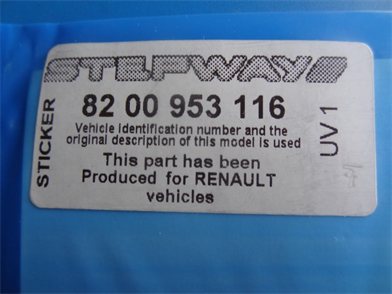 STEPWAY
82 00 953 116
Vehicle identification number and the
original description of this model is used
This part has been
Produced for RENAULT
vehicles
STICKER
UV1